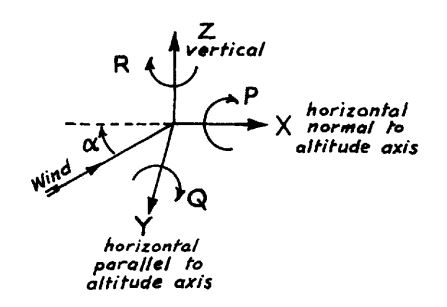 Z
vertical
R
P
X
horizontal
normal to
altitude axis
α
Wind
Q
Y
horizontal
parallel to
altitude axis